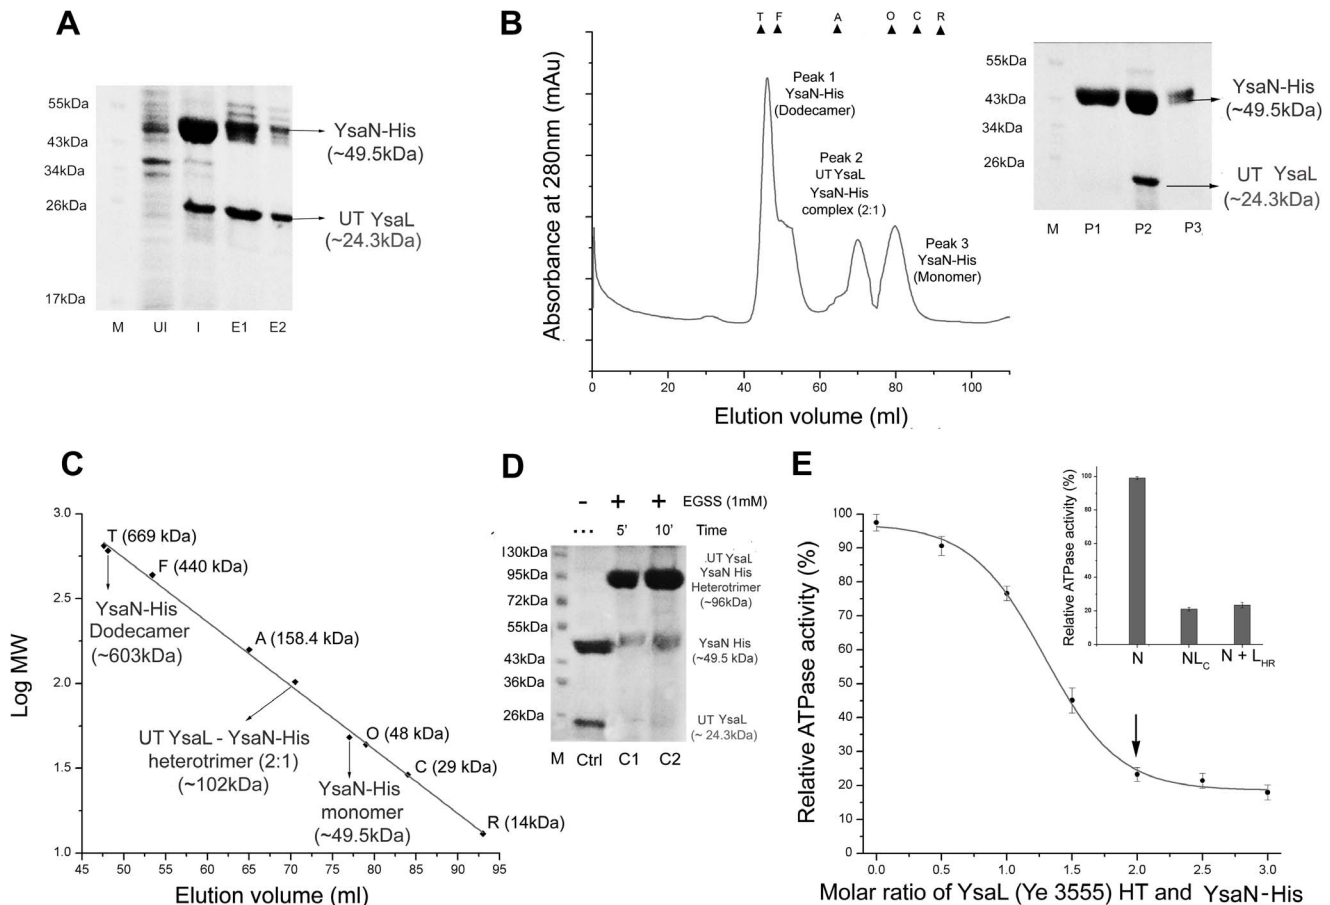 A
55kDa
43kDa
34kDa
26kDa
17kDa
YsaN-His
(~49.5kDa)
UT YsaL
(~24.3kDa)
M UI I E1 E2
B
T F A O C R
Absorbance at 280nm (mAu)
Peak 1
YsaN-His
(Dodecamer)
Peak 2
UT YsaL
YsaN-His
complex (2:1)
Peak 3
YsaN-His
(Monomer)
0 20 40 60 80 100
Elution volume (ml)
55kDa
43kDa
34kDa
26kDa
YsaN-His
(~49.5kDa)
UT YsaL
(~24.3kDa)
M P1 P2 P3
C
Log MW
3.0
2.5
2.0
1.5
1.0
T (669 kDa)
F (440 kDa)
YsaN-His
Dodecamer
(~603kDa)
A (158.4 kDa)
UT YsaL - YsaN-His
heterotrimer (2:1)
(~102kDa)
O (48 kDa)
C (29 kDa)
YsaN-His
monomer
(~49.5kDa)
R (14kDa)
45 50 55 60 65 70 75 80 85 90 95
Elution volume (ml)
D
- + + EGSS (1mM)
... 5' 10' Time
130kDa
95kDa
72kDa
55kDa
43kDa
36kDa
26kDa
UT YsaL
YsaN His
Heterotrimer
(~96kDa)
YsaN His
(~49.5 kDa)
UT YsaL
(~ 24.3kDa)
M Ctrl C1 C2
E
Relative ATPase activity (%)
100
90
80
70
60
50
40
30
20
10
0
0.0 0.5 1.0 1.5 2.0 2.5 3.0
Molar ratio of YsaL (Ye 3555) HT and YsaN-His
Relative ATPase activity (%)
100
80
60
40
20
0
N NLC N + LHR